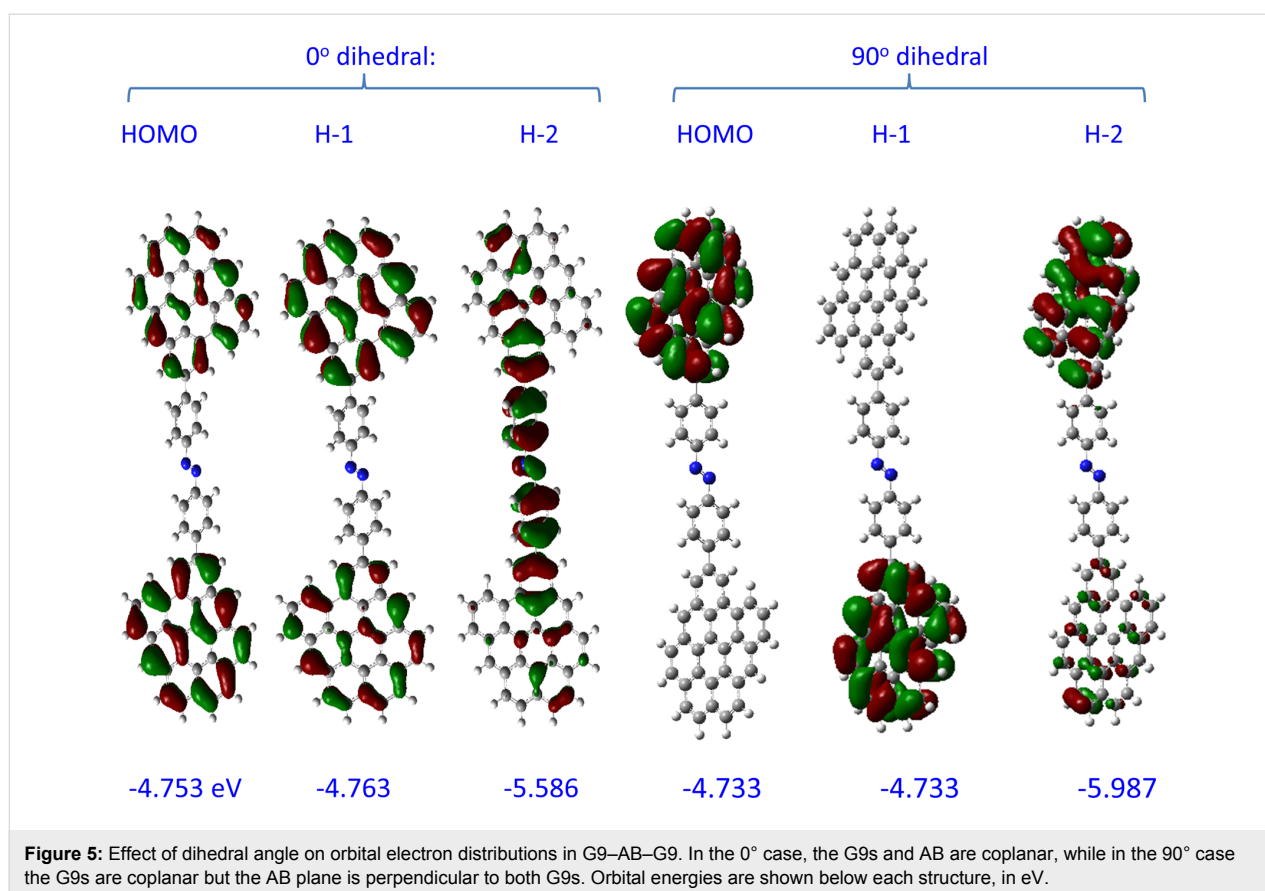 0° dihedral:
90° dihedral
HOMO H-1 H-2 HOMO H-1 H-2
-4.753 eV -4.763 -5.586 -4.733 -4.733 -5.987
Figure 5: Effect of dihedral angle on orbital electron distributions in G9–AB–G9. In the 0° case, the G9s and AB are coplanar, while in the 90° case
the G9s are coplanar but the AB plane is perpendicular to both G9s. Orbital energies are shown below each structure, in eV.